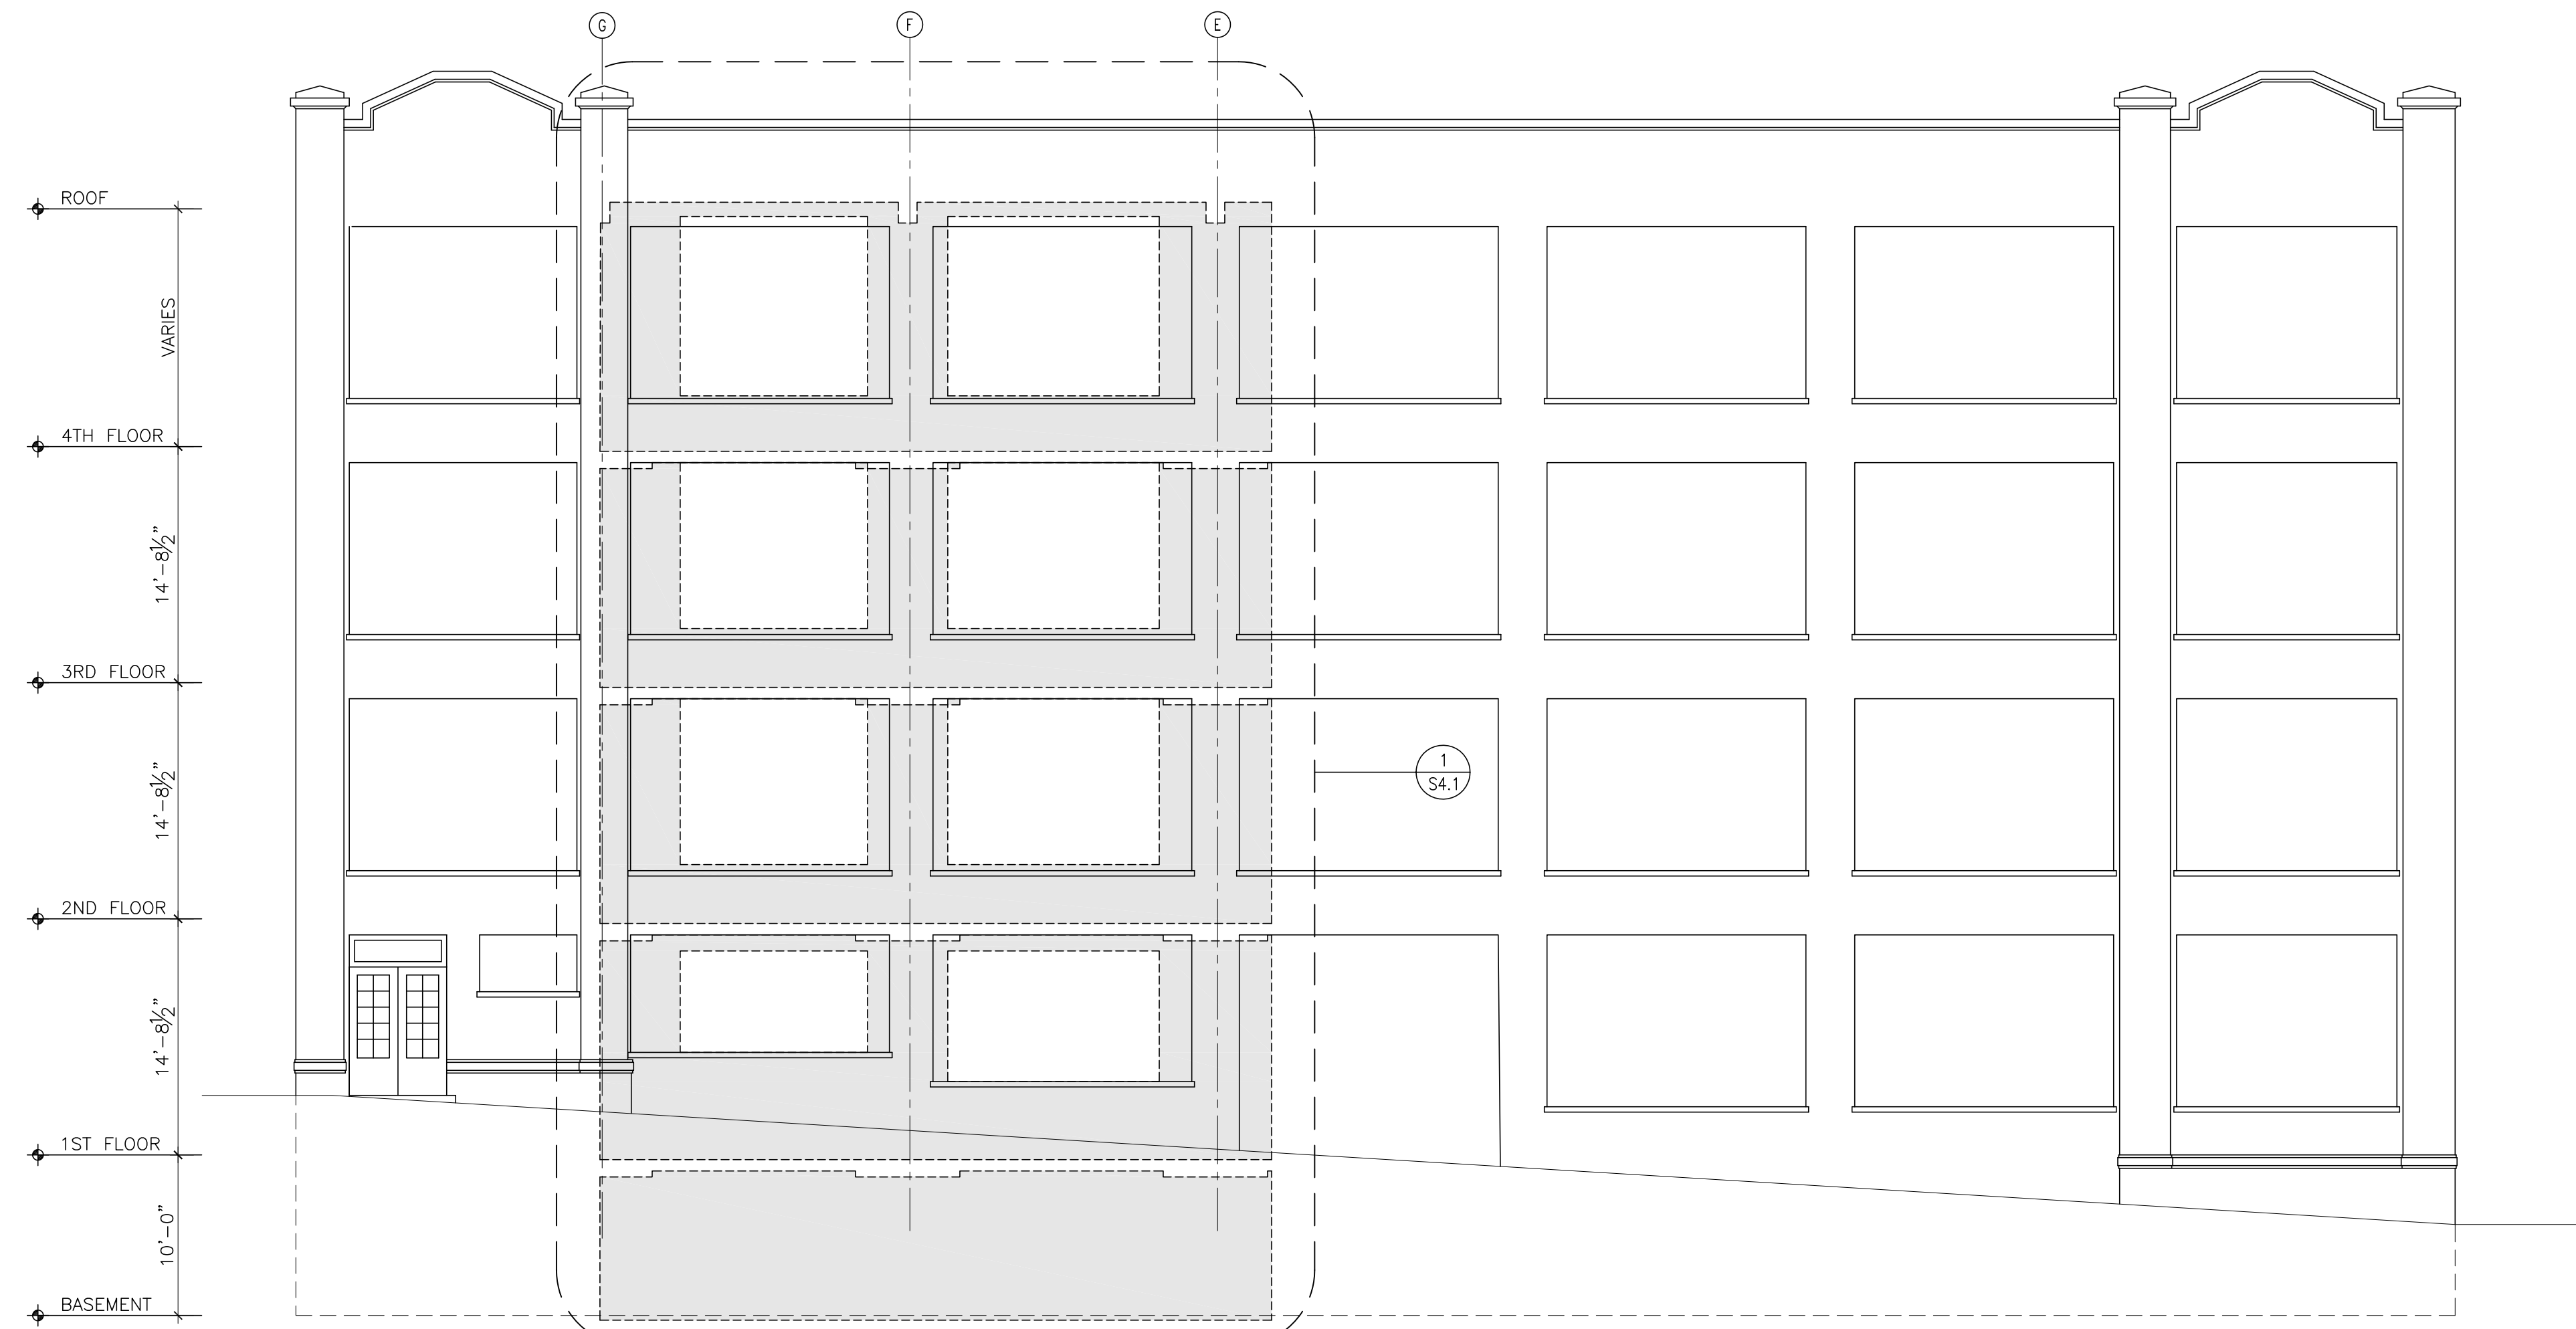 G
F
E
ROOF
VARIES
4TH FLOOR
14'-8½"
3RD FLOOR
14'-8½"
1
S4.1
2ND FLOOR
14'-8½"
1ST FLOOR
10'-0"
BASEMENT